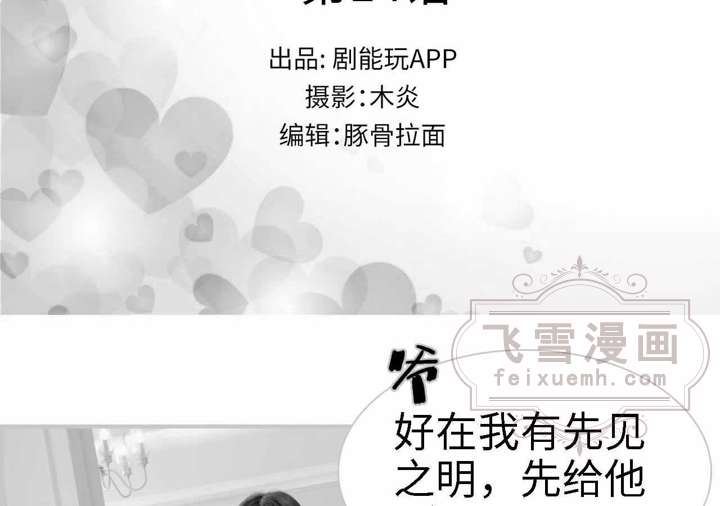 出品: 剧能玩APP
摄影: 木炎
编辑: 豚骨拉面
飞雪漫画
feixuemh.com
好在我有先见
之明，先给他